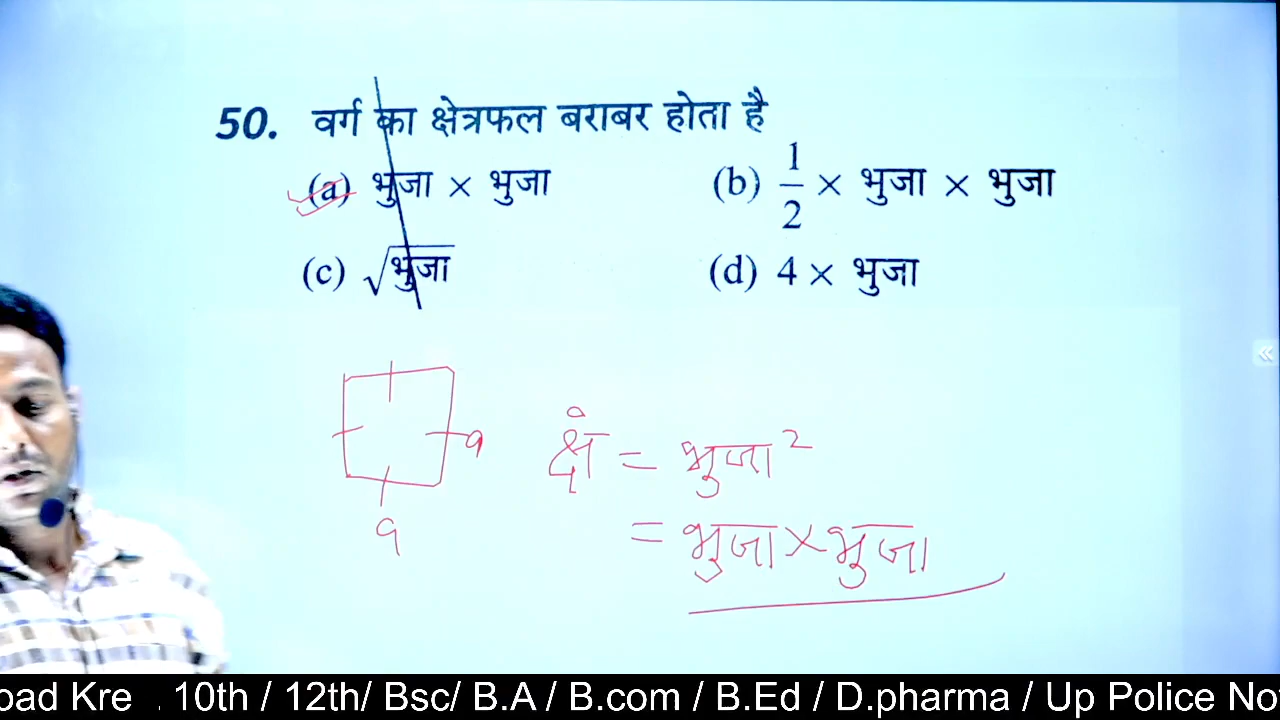 50. वर्ग का क्षेत्रफल बराबर होता है
(a) भुजा × भुजा (b) 1/2 × भुजा × भुजा
(c) √भुजा (d) 4 × भुजा
«
a
क्षे० = भुजा²
a
= भुजा × भुजा
oad Kre . 10th / 12th/ Bsc/ B.A / B.com / B.Ed / D.pharma / Up Police No